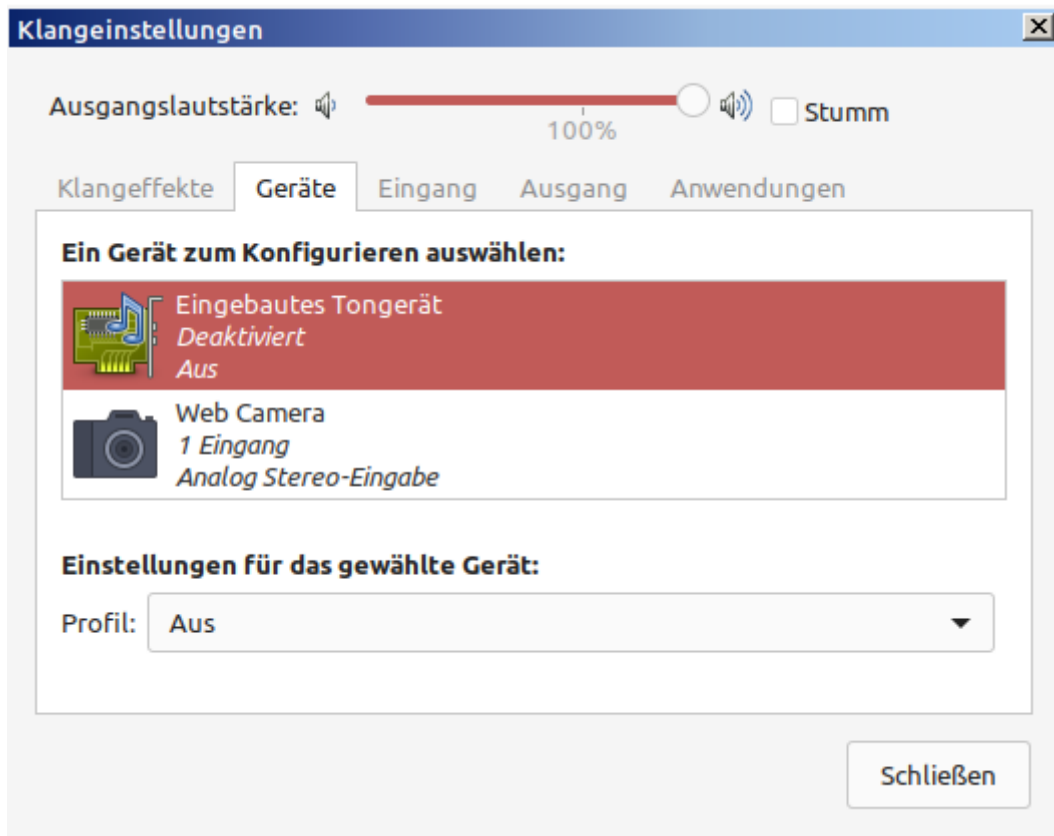 Klangeinstellungen
Ausgangslautstärke:
100%
Stumm
Klangeffekte Geräte Eingang Ausgang Anwendungen
Ein Gerät zum Konfigurieren auswählen:
Eingebautes Tongerät
Deaktiviert
Aus
Web Camera
1 Eingang
Analog Stereo-Eingabe
Einstellungen für das gewählte Gerät:
Profil: Aus
Schließen